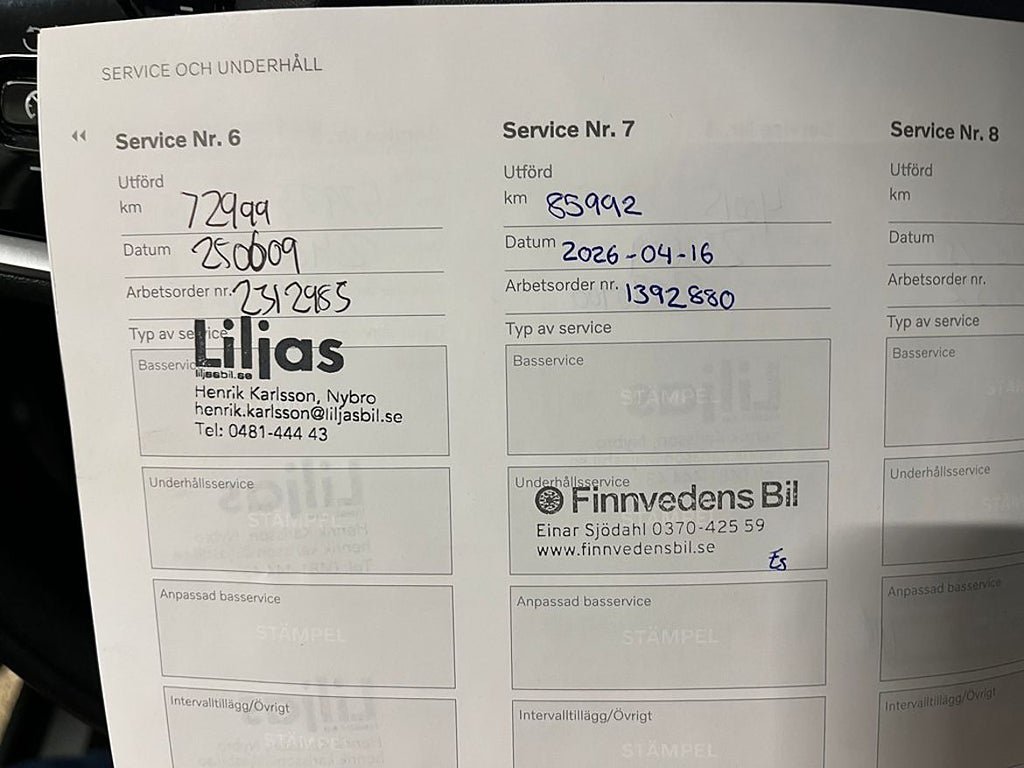 SERVICE OCH UNDERHÅLL
Service Nr. 6
Utförd
km 72999
Datum 250609
Arbetsorder nr. 2312985
Typ av service
Basservice
Liljas
liljasbil.se
Henrik Karlsson, Nybro
henrik.karlsson@liljasbil.se
Tel: 0481-444 43
Underhållsservice
STÄMPEL
Anpassad basservice
STÄMPEL
Intervalltillägg/Övrigt
STÄMPEL
Service Nr. 7
Utförd
km 85992
Datum 2026-04-16
Arbetsorder nr. 1392880
Typ av service
Basservice
STÄMPEL
Underhållsservice
Finnvedens Bil
Einar Sjödahl 0370-425 59
www.finnvedensbil.se
ES
Anpassad basservice
STÄMPEL
Intervalltillägg/Övrigt
STÄMPEL
Service Nr. 8
Utförd
km
Datum
Arbetsorder nr.
Typ av service
Basservice
Underhållsservice
Anpassad basservice
Intervalltillägg/Övrigt